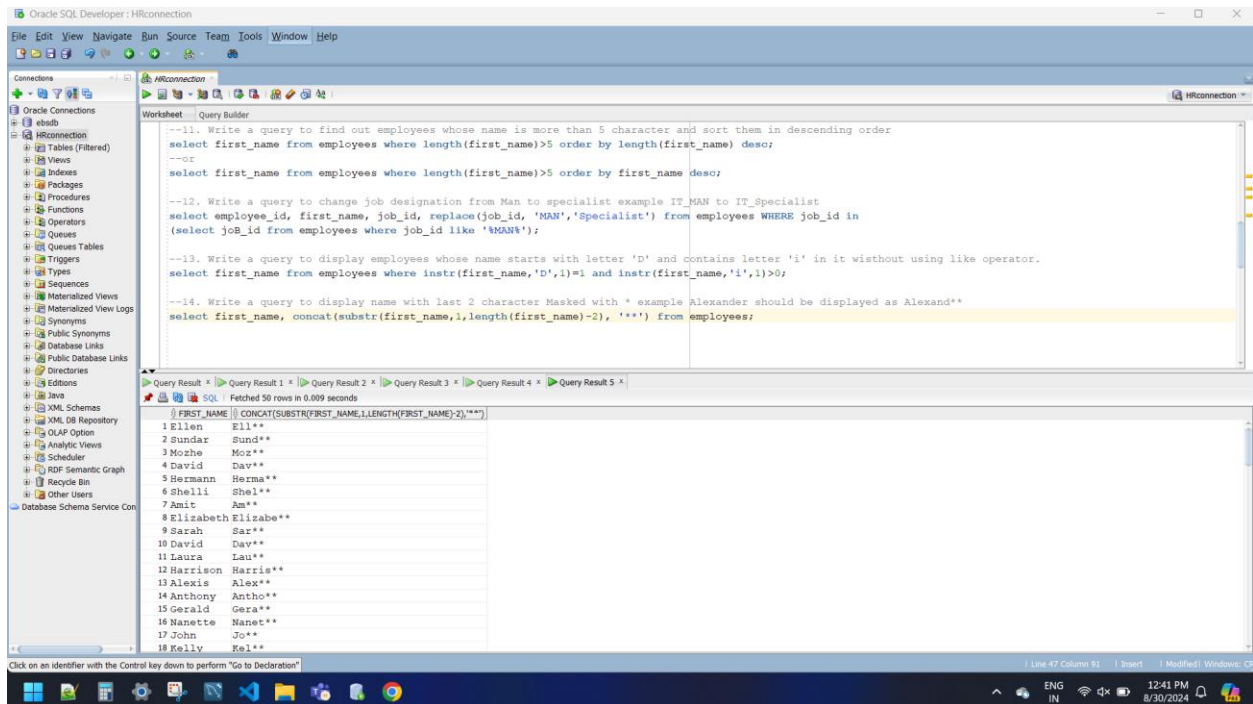 Oracle SQL Developer : HRconnection
File Edit View Navigate Run Source Team Tools Window Help
Connections
HRconnection
HRconnection
Oracle Connections
ebsdb
HRconnection
Tables (Filtered)
Views
Indexes
Packages
Procedures
Functions
Operators
Queues
Queues Tables
Triggers
Types
Sequences
Materialized Views
Materialized View Logs
Synonyms
Public Synonyms
Database Links
Public Database Links
Directories
Editions
Java
XML Schemas
XML DB Repository
OLAP Option
Analytic Views
Scheduler
RDF Semantic Graph
Recycle Bin
Other Users
Database Schema Service Con
Worksheet Query Builder
--11. Write a query to find out employees whose name is more than 5 character and sort them in descending order
select first_name from employees where length(first_name)>5 order by length(first_name) desc;
--or
select first_name from employees where length(first_name)>5 order by first_name desc;
--12. Write a query to change job designation from Man to specialist example IT_MAN to IT_Specialist
select employee_id, first_name, job_id, replace(job_id, 'MAN','Specialist') from employees WHERE job_id in
(select joB_id from employees where job_id like '%MAN%');
--13. Write a query to display employees whose name starts with letter 'D' and contains letter 'i' in it wisthout using like operator.
select first_name from employees where instr(first_name,'D',1)=1 and instr(first_name,'i',1)>0;
--14. Write a query to display name with last 2 character Masked with * example Alexander should be displayed as Alexand**
select first_name, concat(substr(first_name,1,length(first_name)-2), '**') from employees;
Query Result × Query Result 1 × Query Result 2 × Query Result 3 × Query Result 4 × Query Result 5 ×
SQL | Fetched 50 rows in 0.009 seconds
FIRST_NAME CONCAT(SUBSTR(FIRST_NAME,1,LENGTH(FIRST_NAME)-2),'**')
1 Ellen Ell**
2 Sundar Sund**
3 Mozhe Moz**
4 David Dav**
5 Hermann Herma**
6 Shelli Shel**
7 Amit Am**
8 Elizabeth Elizabe**
9 Sarah Sar**
10 David Dav**
11 Laura Lau**
12 Harrison Harris**
13 Alexis Alex**
14 Anthony Antho**
15 Gerald Gera**
16 Nanette Nanet**
17 John Jo**
18 Kelly Kel**
Click on an identifier with the Control key down to perform "Go to Declaration"
Line 47 Column 91 | Insert | Modified | Windows: CR
ENG
IN
12:41 PM
8/30/2024